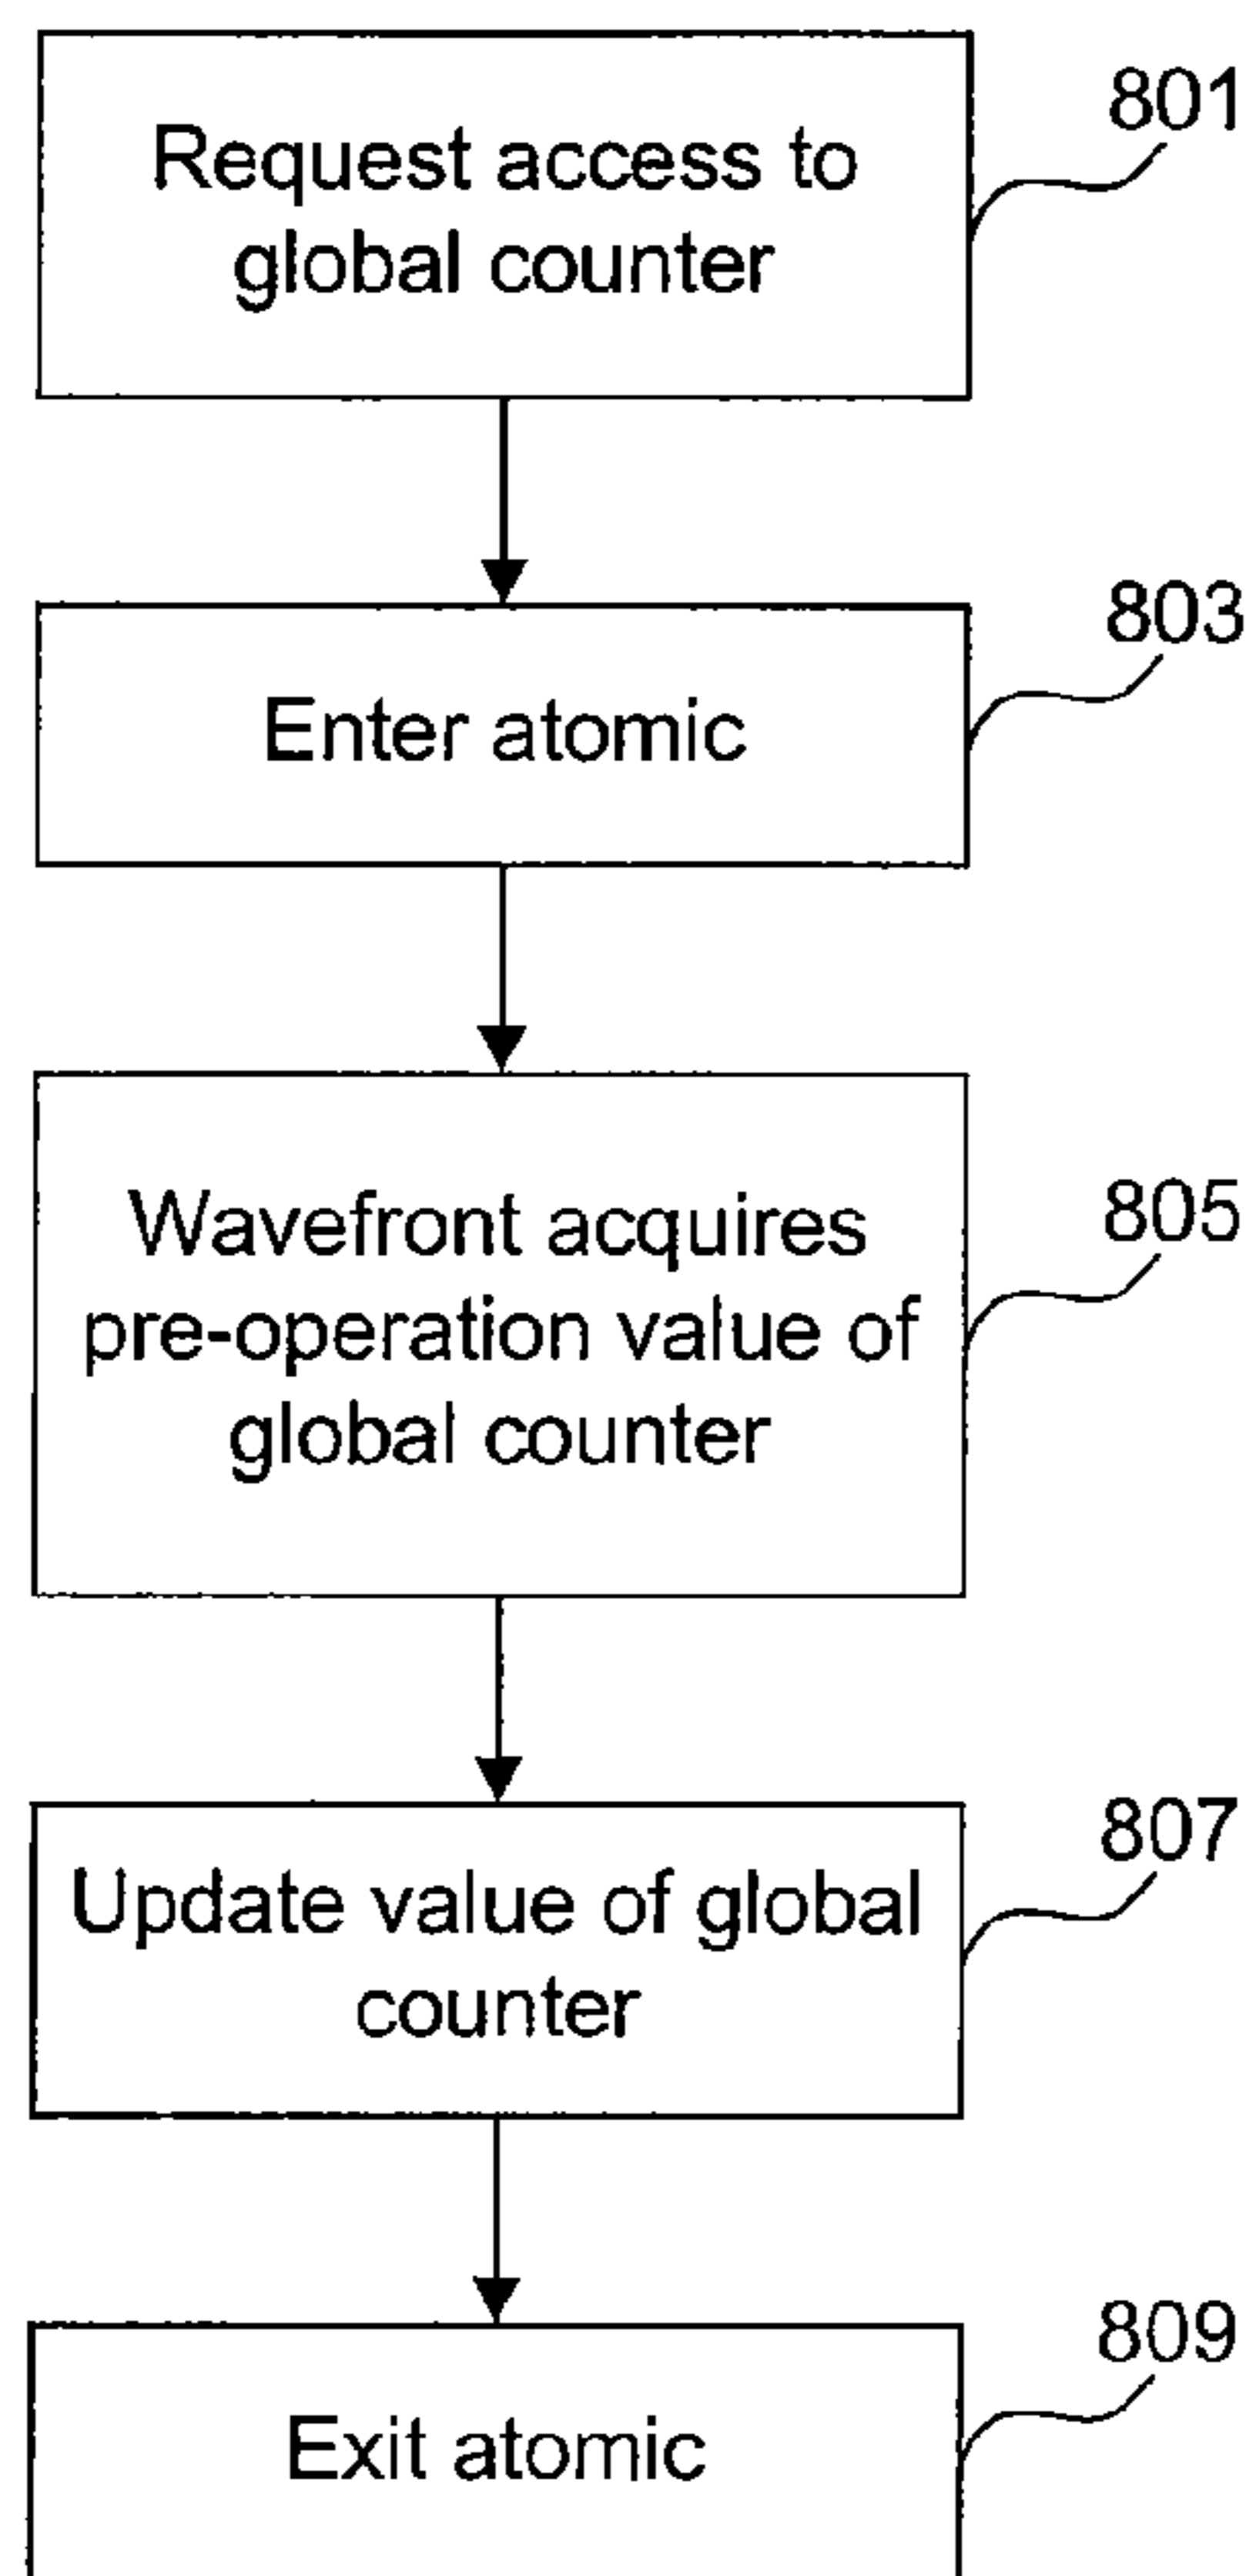 801
Request access to
global counter
803
Enter atomic
805
Wavefront acquires
pre-operation value of
global counter
807
Update value of global
counter
809
Exit atomic